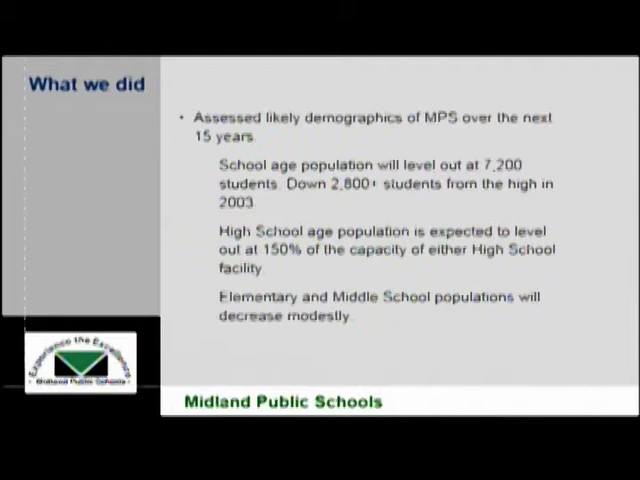 What we did
• Assessed likely demographics of MPS over the next
15 years
School age population will level out at 7,200
students. Down 2,800+ students from the high in
2003.
High School age population is expected to level
out at 150% of the capacity of either High School
facility
Elementary and Middle School populations will
decrease modestly.
Experience the Excellence
• Midland Public Schools •
Midland Public Schools